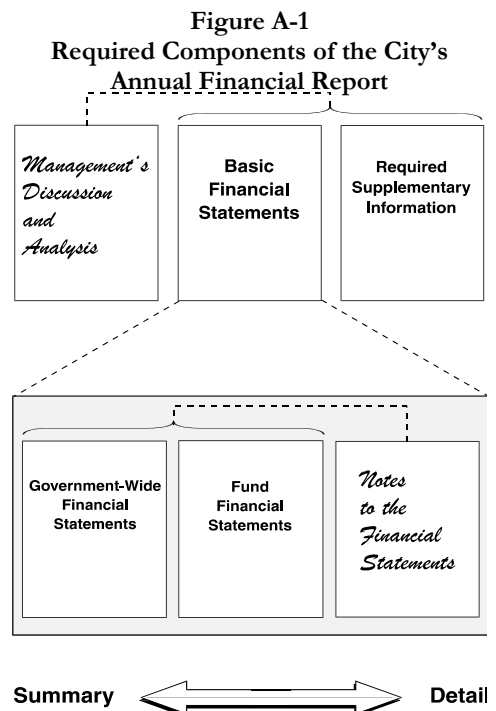 Figure A-1
Required Components of the City's
Annual Financial Report
Management's
Discussion
and
Analysis
Basic
Financial
Statements
Required
Supplementary
Information
Government-Wide
Financial
Statements
Fund
Financial
Statements
Notes
to the
Financial
Statements
Summary
Detail